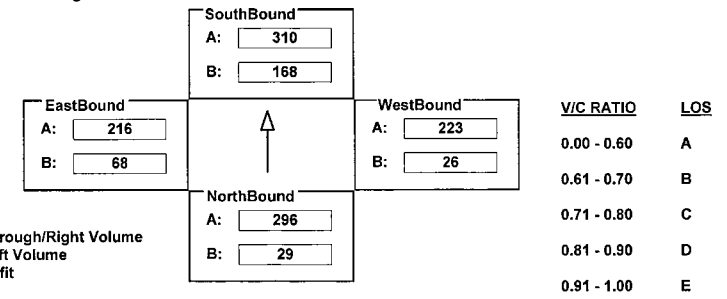 SouthBound
A: 310
B: 168
EastBound
A: 216
B: 68
WestBound
A: 223
B: 26
NorthBound
A: 296
B: 29
rough/Right Volume
ft Volume
fit
V/C RATIO LOS
0.00 - 0.60 A
0.61 - 0.70 B
0.71 - 0.80 C
0.81 - 0.90 D
0.91 - 1.00 E